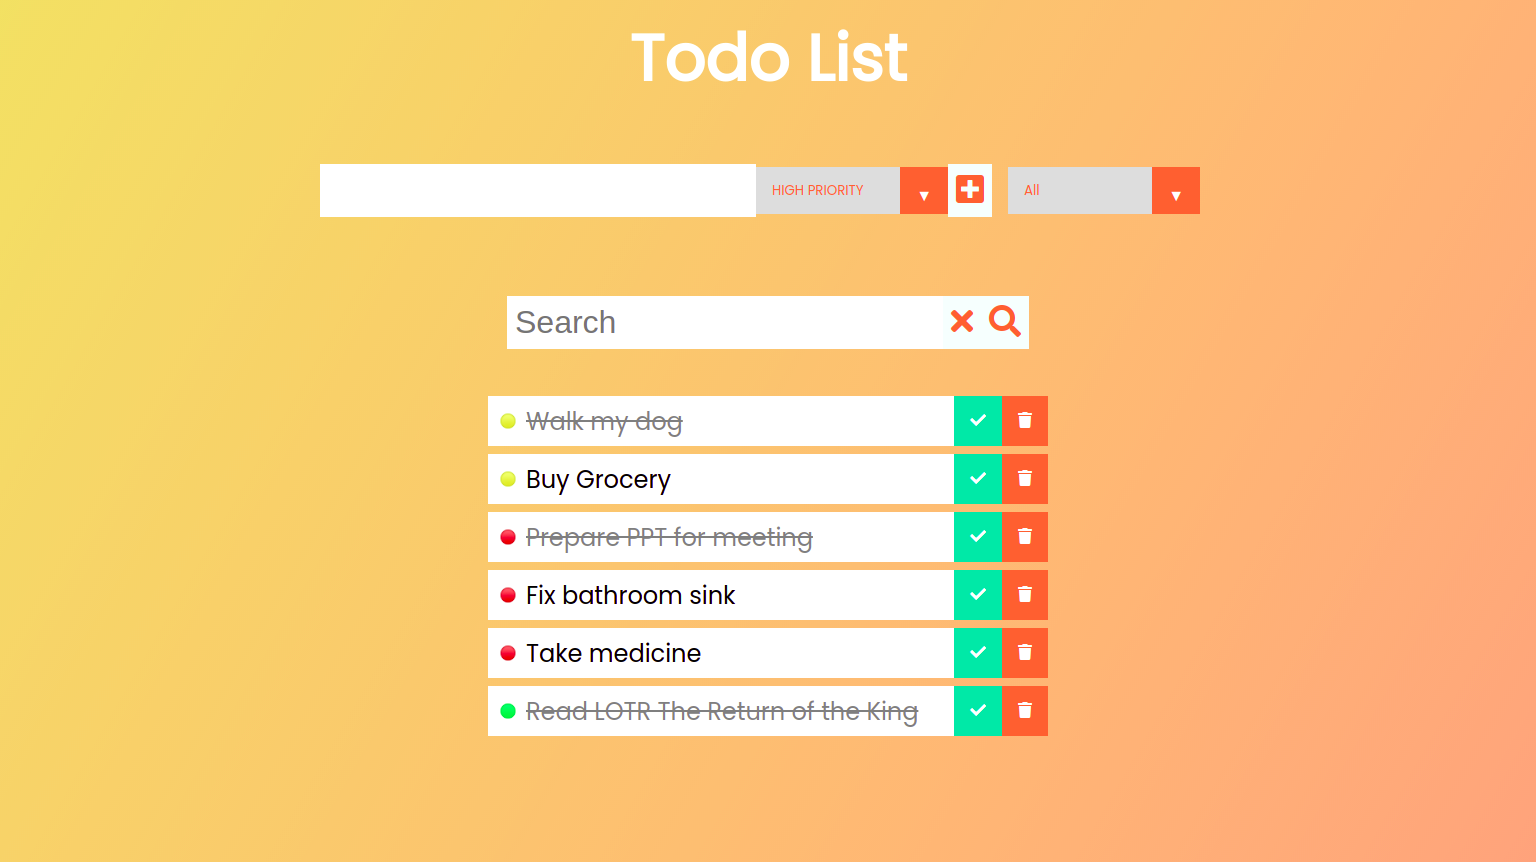 Todo List
HIGH PRIORITY
All
Search
Walk my dog
Buy Grocery
Prepare PPT for meeting
Fix bathroom sink
Take medicine
Read LOTR The Return of the King